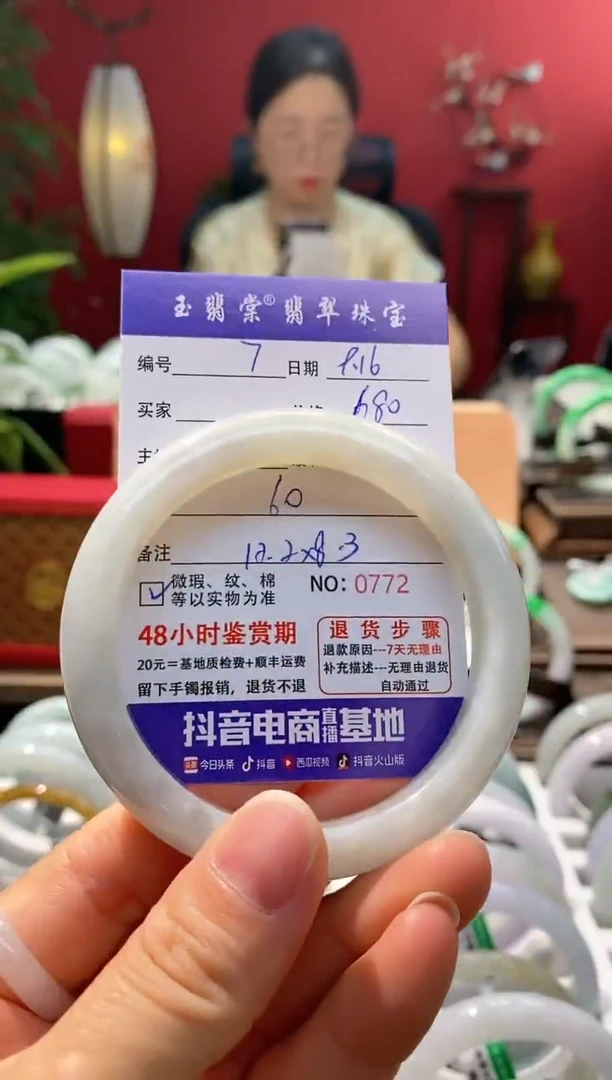 玉翡棠®翡翠珠宝
编号 7 日期 1.16
买家 680
60
备注 12.2x8.3
微瑕、纹、棉 NO: 0772
等以实物为准
48小时鉴赏期
20元=基地质检费+顺丰运费
留下手镯报销，退货不退
退货步骤
退款原因---7天无理由
补充描述---无理由退货
自动通过
抖音电商直播基地
头条 今日头条 抖音 西瓜视频 抖音火山版